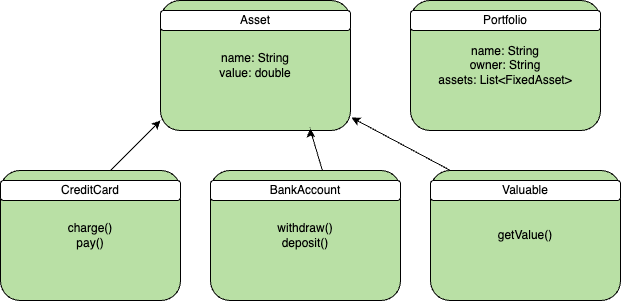 Asset
name: String
value: double
Portfolio
name: String
owner: String
assets: List<FixedAsset>
CreditCard
charge()
pay()
BankAccount
withdraw()
deposit()
Valuable
getValue()